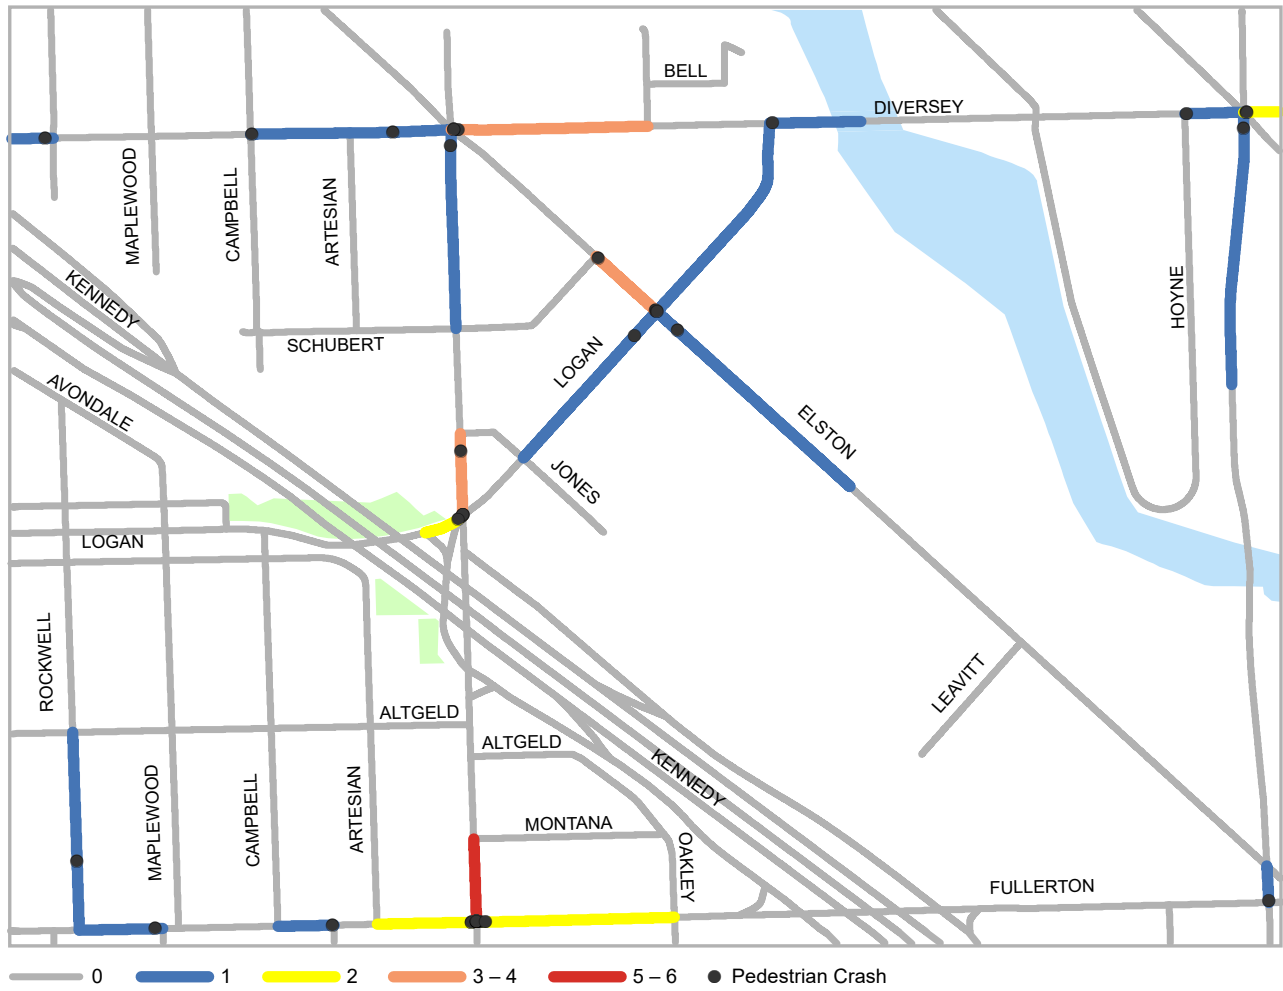 BELL
DIVERSEY
MAPLEWOOD
CAMPBELL
ARTESIAN
KENNEDY
HOYNE
SCHUBERT
LOGAN
AVONDALE
ELSTON
JONES
LOGAN
ROCKWELL
LEAVITT
ALTGELD
ALTGELD
KENNEDY
MAPLEWOOD
CAMPBELL
ARTESIAN
MONTANA
OAKLEY
FULLERTON
0 1 2 3 – 4 5 – 6 Pedestrian Crash